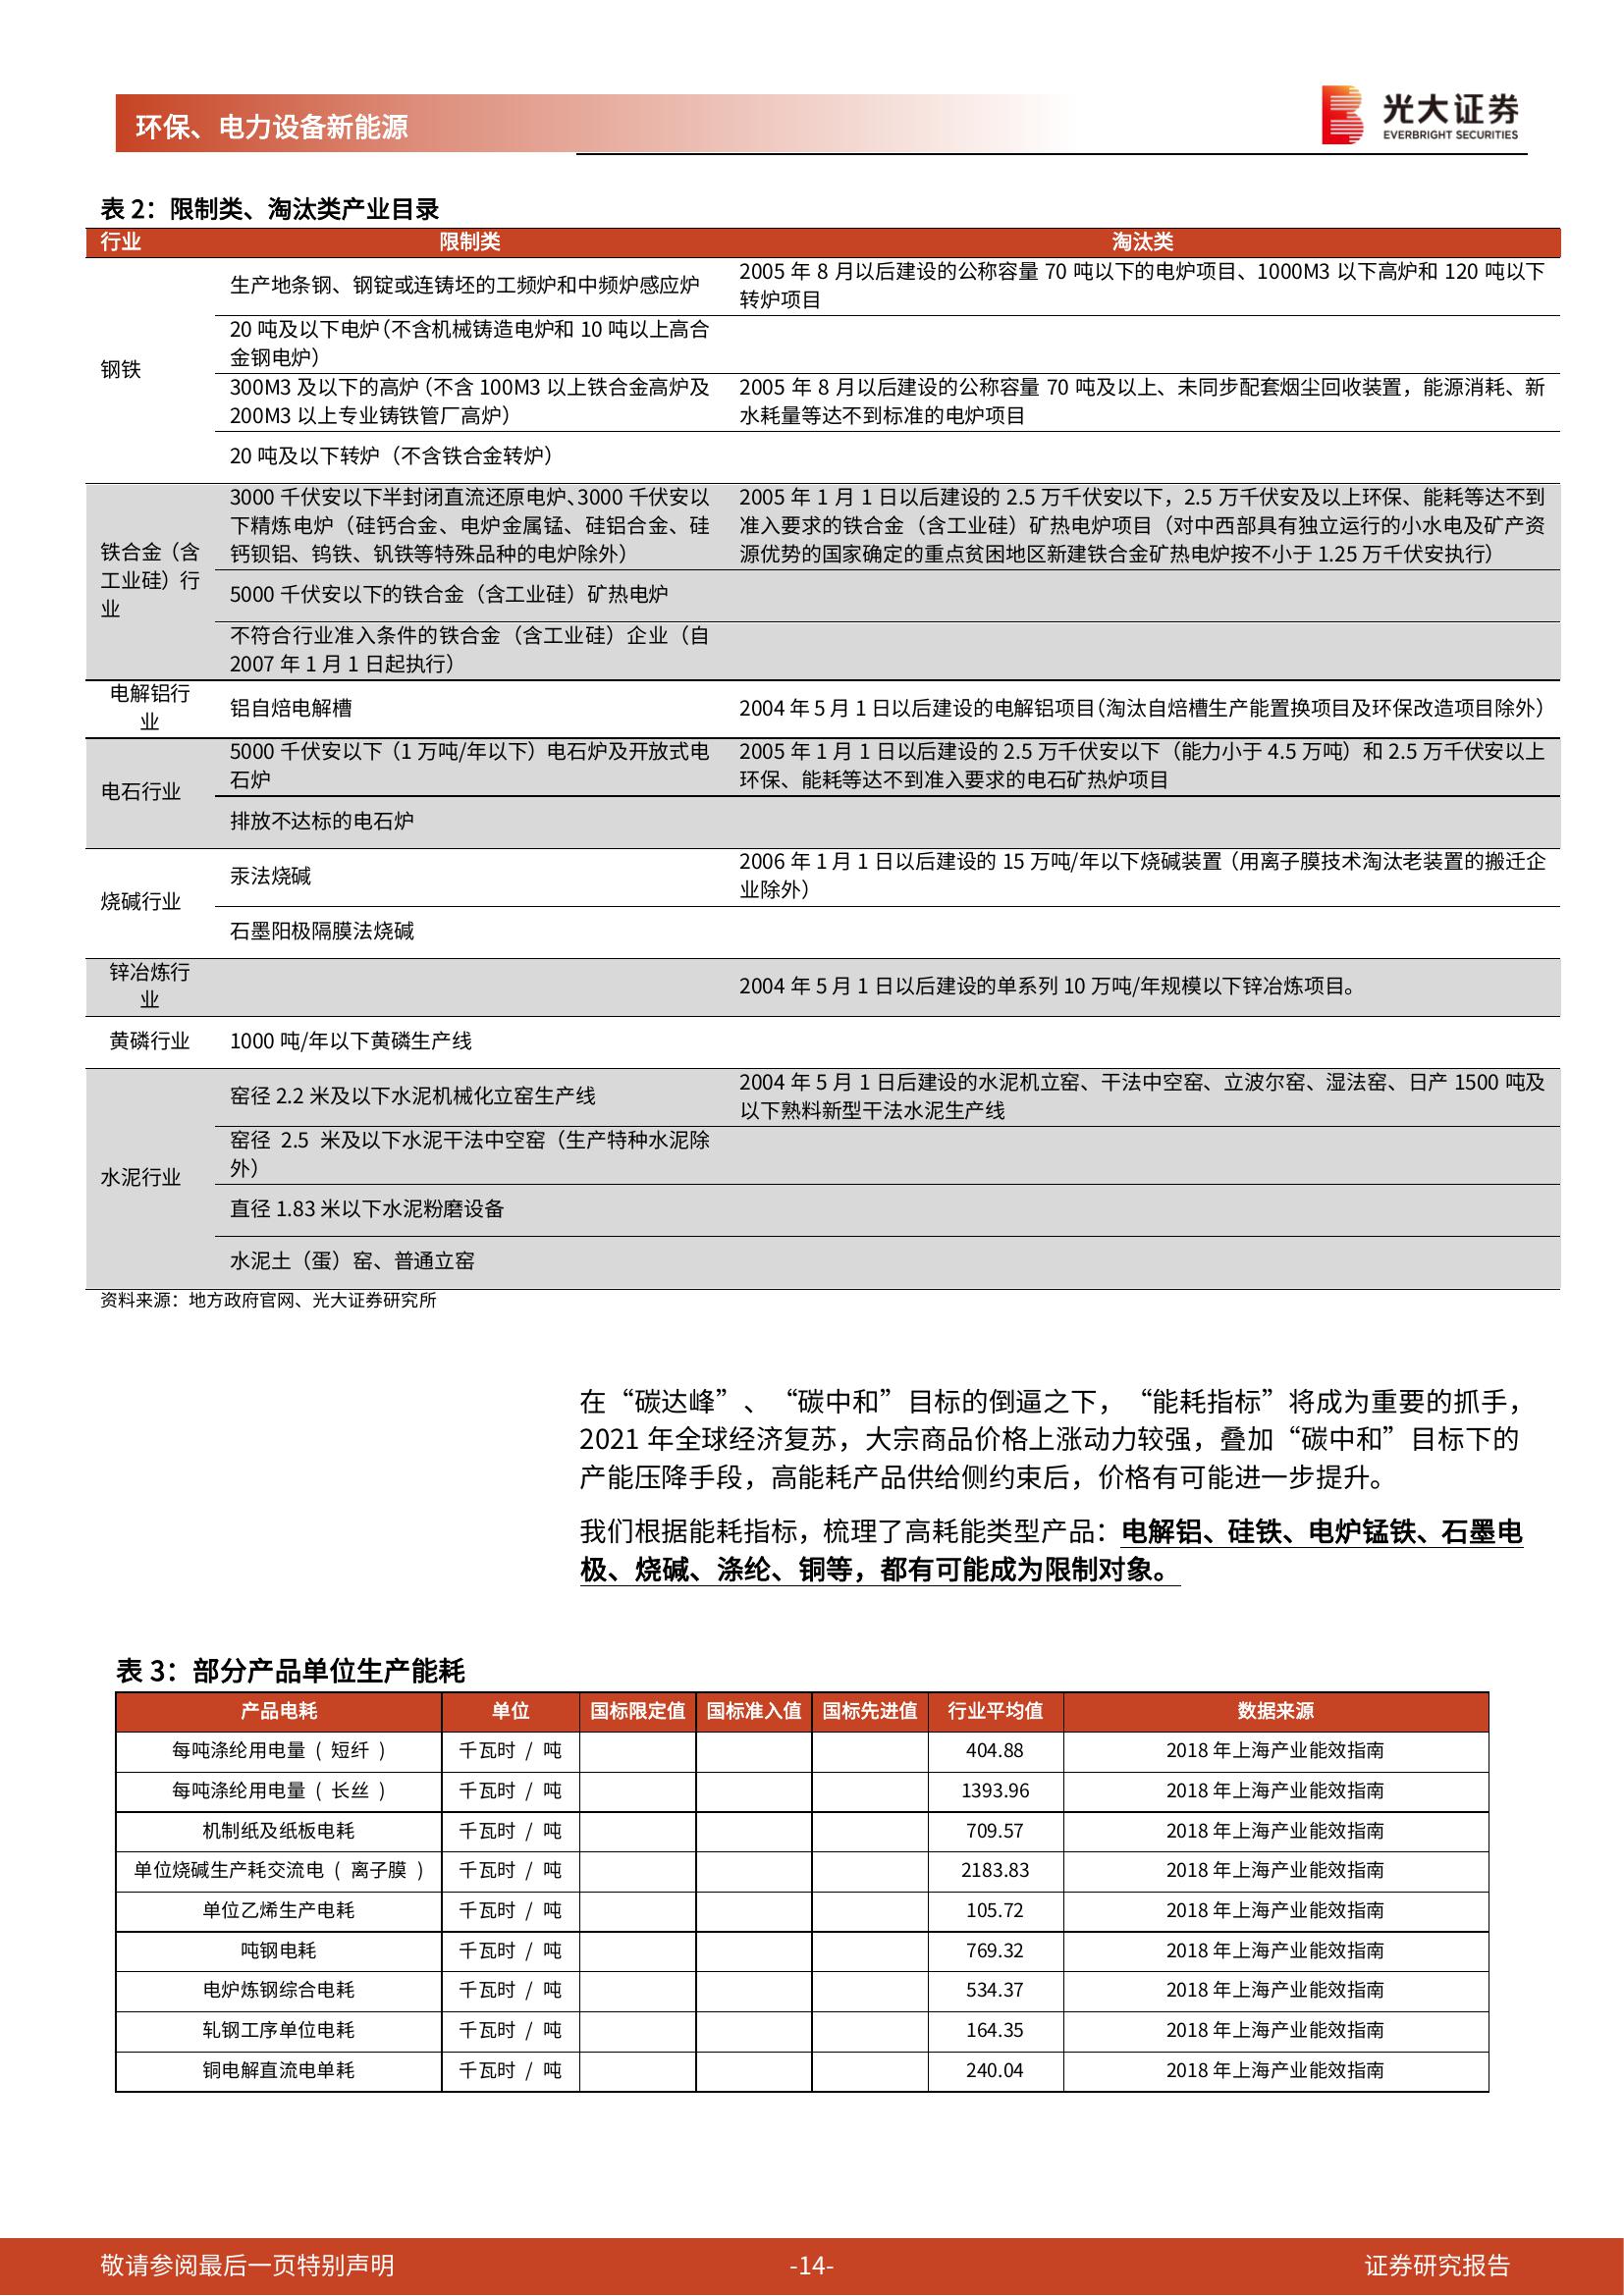 环保、电力设备新能源
光大证券
EVERBRIGHT SECURITIES
表 2：限制类、淘汰类产业目录
行业 限制类 淘汰类
钢铁
生产地条钢、钢锭或连铸坯的工频炉和中频炉感应炉
2005 年 8 月以后建设的公称容量 70 吨以下的电炉项目、1000M3 以下高炉和 120 吨以下
转炉项目
20 吨及以下电炉（不含机械铸造电炉和 10 吨以上高合
金钢电炉）
300M3 及以下的高炉（不含 100M3 以上铁合金高炉及
200M3 以上专业铸铁管厂高炉）
2005 年 8 月以后建设的公称容量 70 吨及以上、未同步配套烟尘回收装置，能源消耗、新
水耗量等达不到标准的电炉项目
20 吨及以下转炉（不含铁合金转炉）
铁合金（含
工业硅）行
业
3000 千伏安以下半封闭直流还原电炉、3000 千伏安以
下精炼电炉（硅钙合金、电炉金属锰、硅铝合金、硅
钙钡铝、钨铁、钒铁等特殊品种的电炉除外）
2005 年 1 月 1 日以后建设的 2.5 万千伏安以下，2.5 万千伏安及以上环保、能耗等达不到
准入要求的铁合金（含工业硅）矿热电炉项目（对中西部具有独立运行的小水电及矿产资
源优势的国家确定的重点贫困地区新建铁合金矿热电炉按不小于 1.25 万千伏安执行）
5000 千伏安以下的铁合金（含工业硅）矿热电炉
不符合行业准入条件的铁合金（含工业硅）企业（自
2007 年 1 月 1 日起执行）
电解铝行
业
铝自焙电解槽
2004 年 5 月 1 日以后建设的电解铝项目（淘汰自焙槽生产能置换项目及环保改造项目除外）
电石行业
5000 千伏安以下（1 万吨/年以下）电石炉及开放式电
石炉
2005 年 1 月 1 日以后建设的 2.5 万千伏安以下（能力小于 4.5 万吨）和 2.5 万千伏安以上
环保、能耗等达不到准入要求的电石矿热炉项目
排放不达标的电石炉
烧碱行业
汞法烧碱
2006 年 1 月 1 日以后建设的 15 万吨/年以下烧碱装置（用离子膜技术淘汰老装置的搬迁企
业除外）
石墨阳极隔膜法烧碱
锌冶炼行
业
2004 年 5 月 1 日以后建设的单系列 10 万吨/年规模以下锌冶炼项目。
黄磷行业 1000 吨/年以下黄磷生产线
水泥行业
窑径 2.2 米及以下水泥机械化立窑生产线
2004 年 5 月 1 日后建设的水泥机立窑、干法中空窑、立波尔窑、湿法窑、日产 1500 吨及
以下熟料新型干法水泥生产线
窑径 2.5 米及以下水泥干法中空窑（生产特种水泥除
外）
直径 1.83 米以下水泥粉磨设备
水泥土（蛋）窑、普通立窑
资料来源：地方政府官网、光大证券研究所
在“碳达峰”、“碳中和”目标的倒逼之下，“能耗指标”将成为重要的抓手，
2021 年全球经济复苏，大宗商品价格上涨动力较强，叠加“碳中和”目标下的
产能压降手段，高能耗产品供给侧约束后，价格有可能进一步提升。
我们根据能耗指标，梳理了高耗能类型产品：电解铝、硅铁、电炉锰铁、石墨电
极、烧碱、涤纶、铜等，都有可能成为限制对象。
表 3：部分产品单位生产能耗
产品电耗 单位 国标限定值 国标准入值 国标先进值 行业平均值 数据来源
每吨涤纶用电量（短纤） 千瓦时 / 吨 404.88 2018 年上海产业能效指南
每吨涤纶用电量（长丝） 千瓦时 / 吨 1393.96 2018 年上海产业能效指南
机制纸及纸板电耗 千瓦时 / 吨 709.57 2018 年上海产业能效指南
单位烧碱生产耗交流电（离子膜） 千瓦时 / 吨 2183.83 2018 年上海产业能效指南
单位乙烯生产电耗 千瓦时 / 吨 105.72 2018 年上海产业能效指南
吨钢电耗 千瓦时 / 吨 769.32 2018 年上海产业能效指南
电炉炼钢综合电耗 千瓦时 / 吨 534.37 2018 年上海产业能效指南
轧钢工序单位电耗 千瓦时 / 吨 164.35 2018 年上海产业能效指南
铜电解直流电单耗 千瓦时 / 吨 240.04 2018 年上海产业能效指南
敬请参阅最后一页特别声明 -14- 证券研究报告